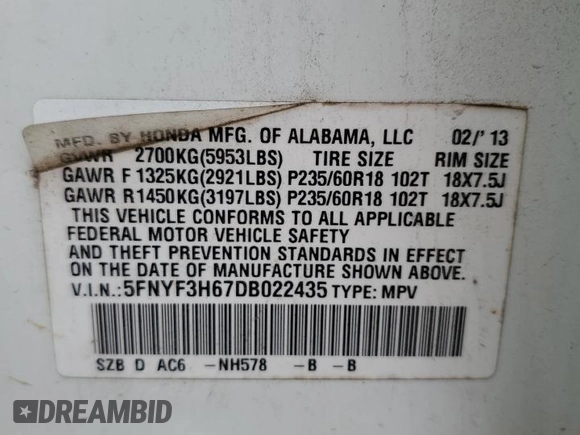 MFD. BY HONDA MFG. OF ALABAMA, LLC 02/'13
GVWR 2700KG(5953LBS) TIRE SIZE RIM SIZE
GAWR F 1325KG(2921LBS) P235/60R18 102T 18X7.5J
GAWR R1450KG(3197LBS) P235/60R18 102T 18X7.5J
THIS VEHICLE CONFORMS TO ALL APPLICABLE
FEDERAL MOTOR VEHICLE SAFETY
AND THEFT PREVENTION STANDARDS IN EFFECT
ON THE DATE OF MANUFACTURE SHOWN ABOVE.
V.I.N.:5FNYF3H67DB022435 TYPE: MPV
SZB D AC6 -NH578 -B -B
DREAMBID